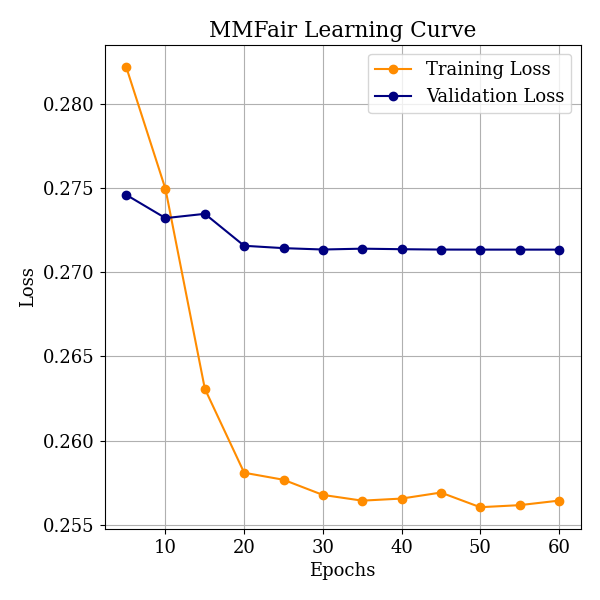 MMFair Learning Curve
Training Loss
Validation Loss
0.280
0.275
0.270
0.265
0.260
0.255
Loss
10 20 30 40 50 60
Epochs